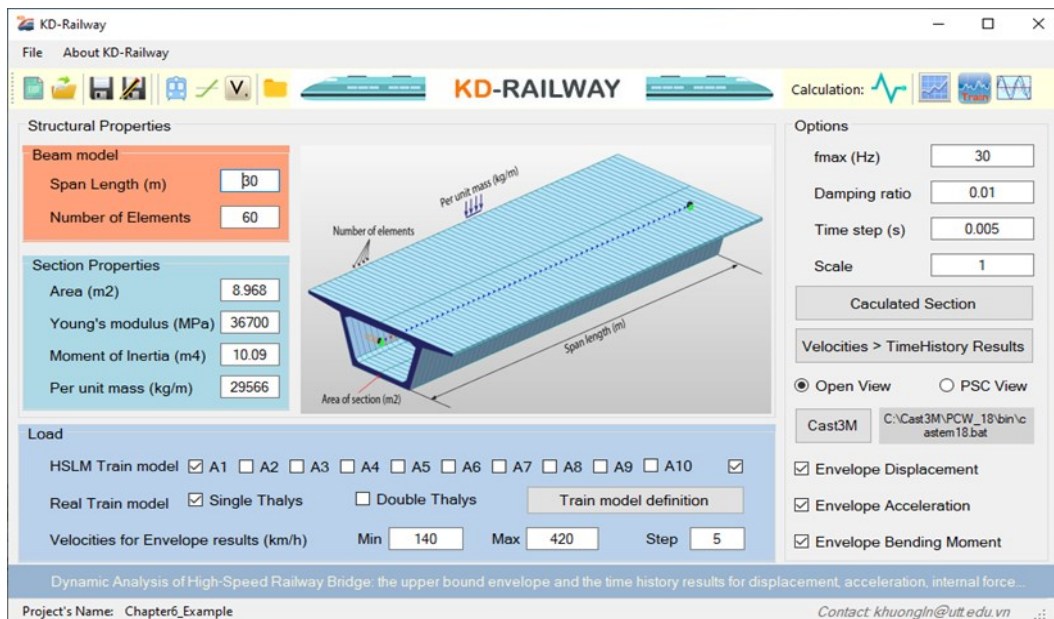 KD-Railway
File About KD-Railway
V.
KD-RAILWAY
Calculation:
Train
Structural Properties
Beam model
Span Length (m) 30
Number of Elements 60
Section Properties
Area (m2) 8.968
Young's modulus (MPa) 36700
Moment of Inertia (m4) 10.09
Per unit mass (kg/m) 29566
Per unit mass (kg/m)
Number of elements
Span length (m)
Area of section (m2)
Load
HSLM Train model A1 A2 A3 A4 A5 A6 A7 A8 A9 A10
Real Train model Single Thalys Double Thalys Train model definition
Velocities for Envelope results (km/h) Min 140 Max 420 Step 5
Options
fmax (Hz) 30
Damping ratio 0.01
Time step (s) 0.005
Scale 1
Caculated Section
Velocities > TimeHistory Results
Open View PSC View
Cast3M C:\Cast3M\PCW_18\bin\c
astem18.bat
Envelope Displacement
Envelope Acceleration
Envelope Bending Moment
Dynamic Analysis of High-Speed Railway Bridge: the upper bound envelope and the time history results for displacement, acceleration, internal force...
Project's Name: Chapter6_Example Contact: khuongln@utt.edu.vn